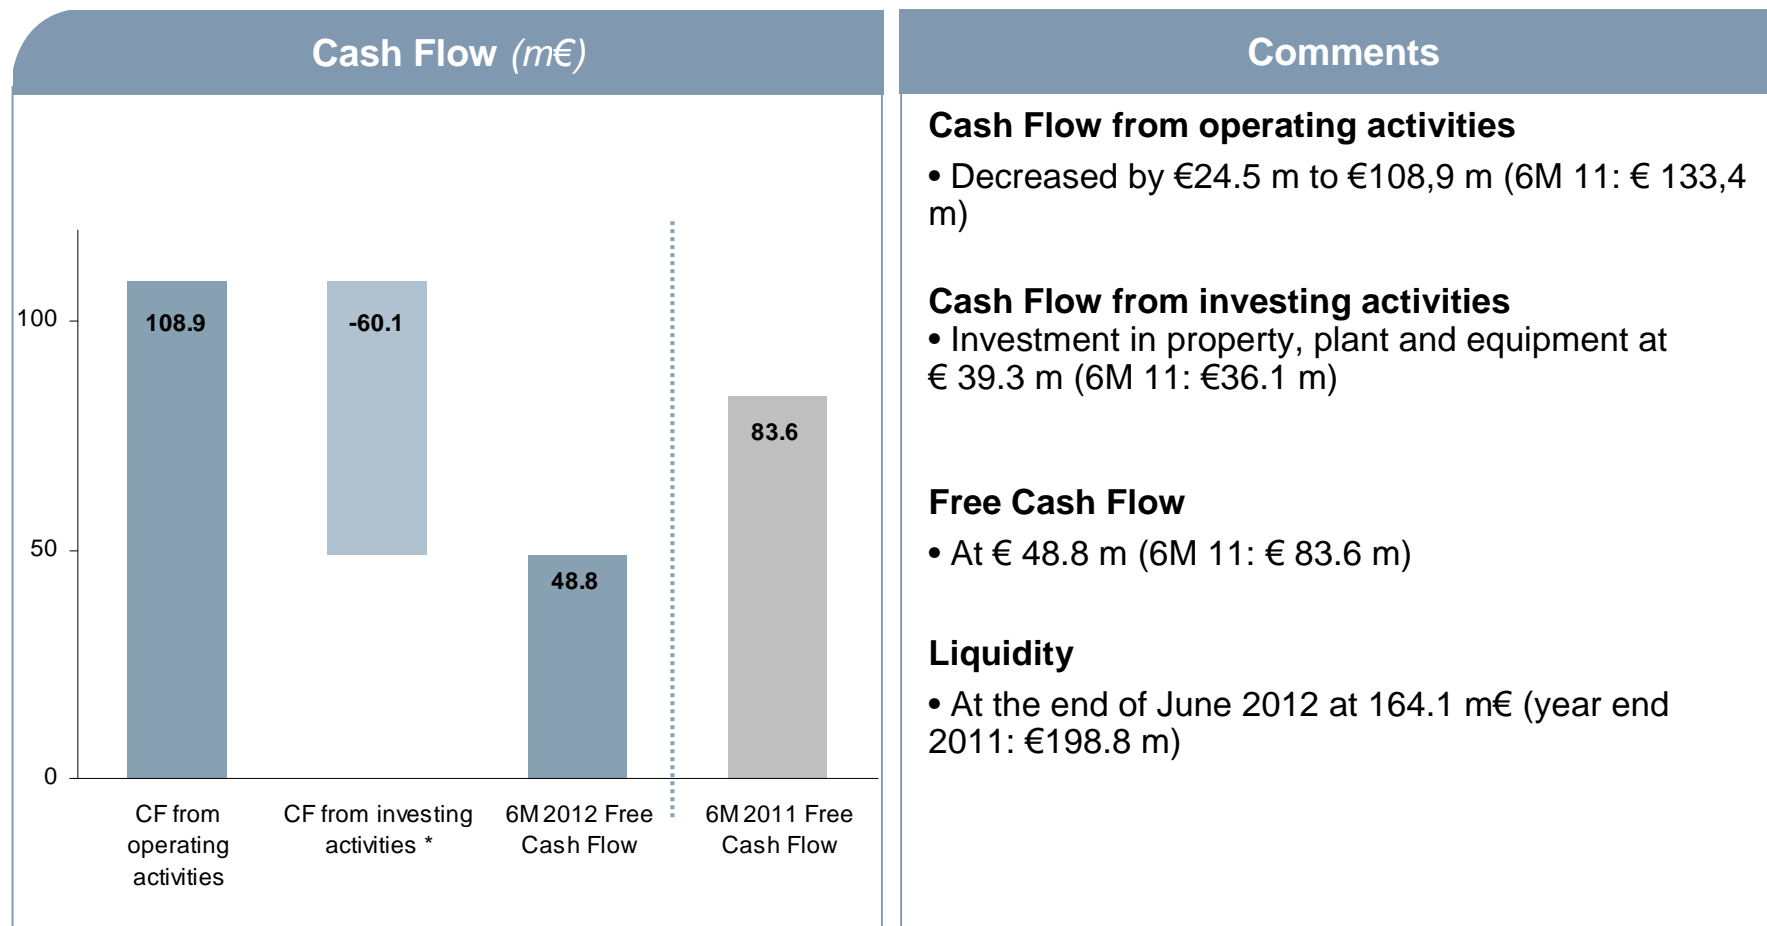 Cash Flow (m€)
100
50
0
108.9
-60.1
48.8
83.6
CF from
operating
activities
CF from investing
activities *
6M 2012 Free
Cash Flow
6M 2011 Free
Cash Flow
Comments
Cash Flow from operating activities
• Decreased by €24.5 m to €108,9 m (6M 11: € 133,4
m)
Cash Flow from investing activities
• Investment in property, plant and equipment at
€ 39.3 m (6M 11: €36.1 m)
Free Cash Flow
• At € 48.8 m (6M 11: € 83.6 m)
Liquidity
• At the end of June 2012 at 164.1 m€ (year end
2011: €198.8 m)